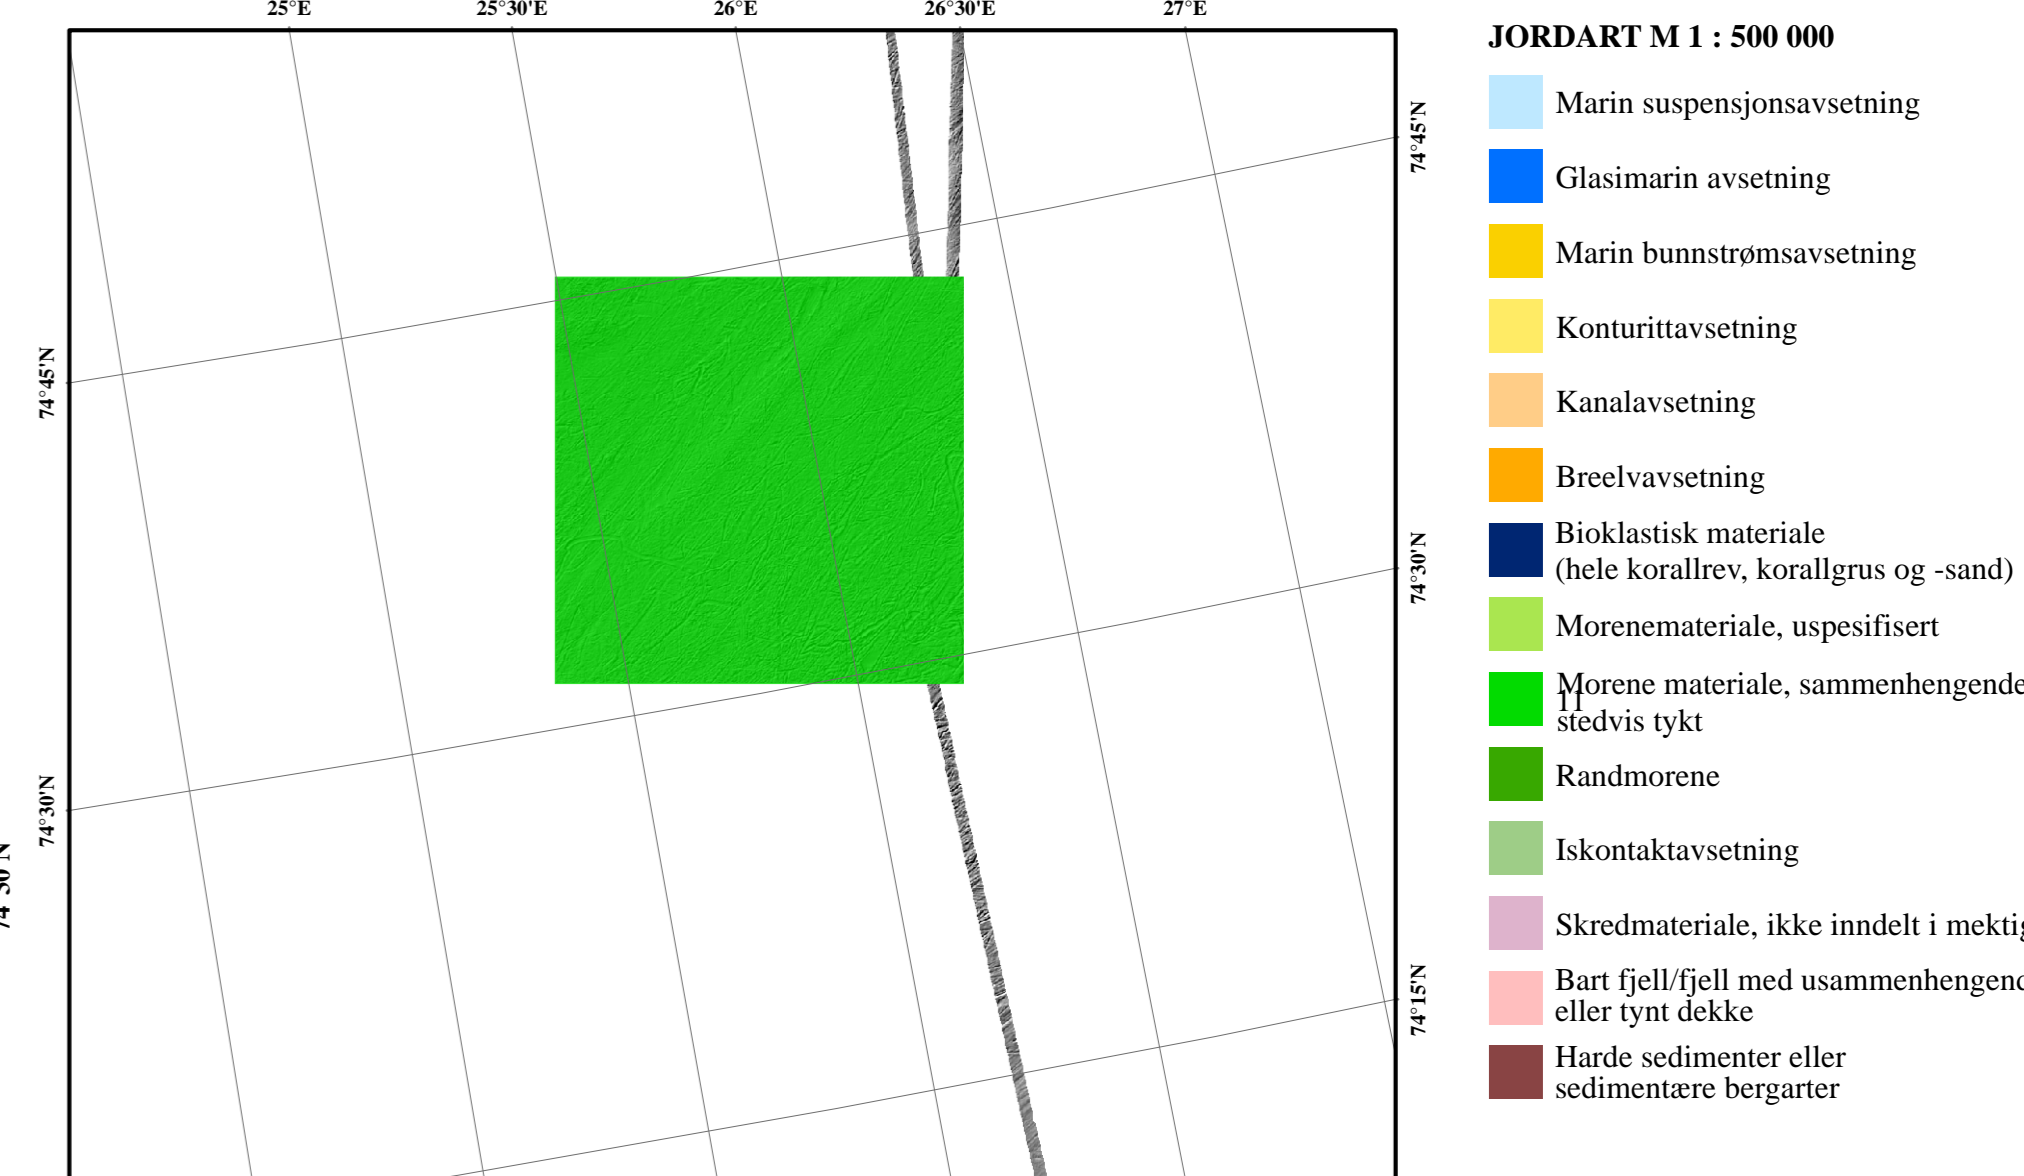 25°E 25°30'E 26°E 26°30'E 27°E
74°45'N
74°30'N
74°45'N
74°30'N
74°15'N
JORDART M 1 : 500 000
Marin suspensjonsavsetning
Glasimarin avsetning
Marin bunnstrømsavsetning
Konturittavsetning
Kanalavsetning
Breelvavsetning
Bioklastisk materiale
(hele korallrev, korallgrus og -sand)
Morenemateriale, uspesifisert
Morene materiale, sammenhengende
11
stedvis tykt
Randmorene
Iskontaktavsetning
Skredmateriale, ikke inndelt i mektig
Bart fjell/fjell med usammenhengend
eller tynt dekke
Harde sedimenter eller
sedimentære bergarter